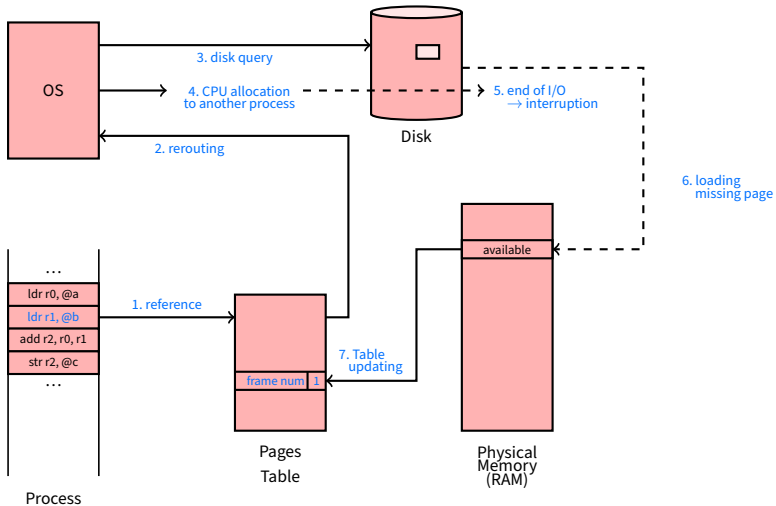 OS
3. disk query
4. CPU allocation
to another process
5. end of I/O
→ interruption
Disk
2. rerouting
6. loading
missing page
available
...
ldr r0, @a
ldr r1, @b
add r2, r0, r1
str r2, @c
...
1. reference
7. Table
updating
frame num 1
Pages
Table
Physical
Memory
(RAM)
Process